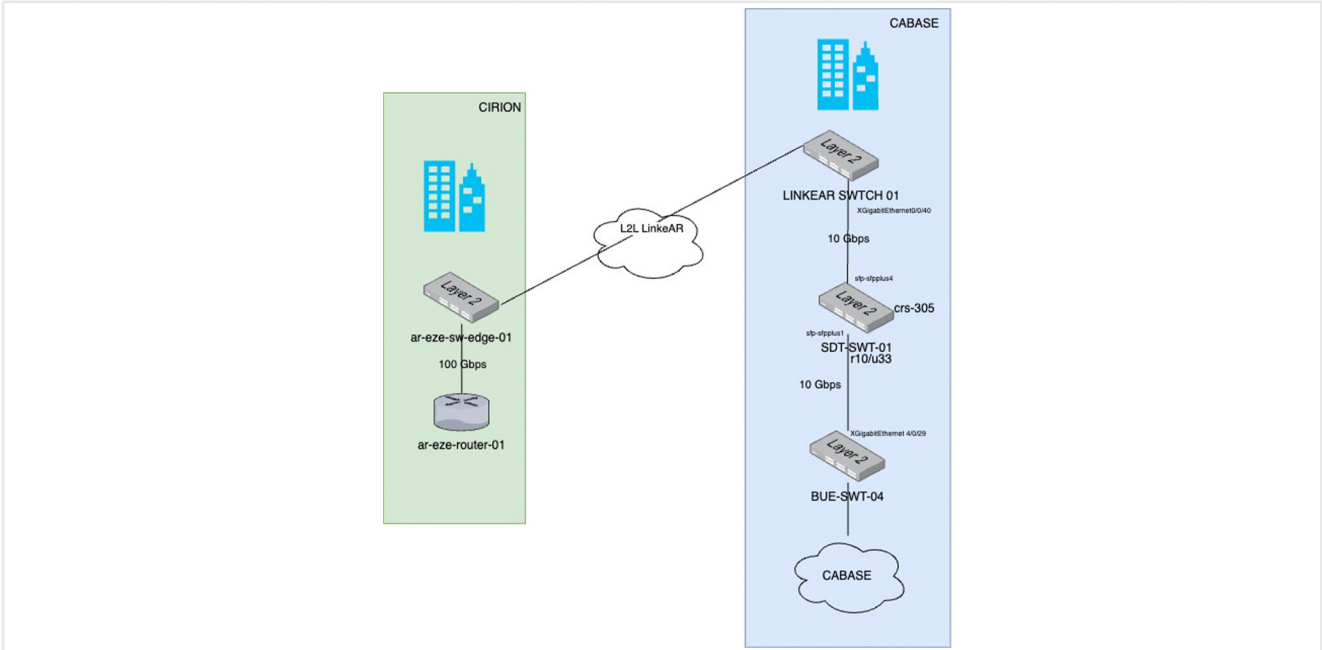 CABASE
CIRION
Layer 2
LINKEAR SWTCH 01
XGigabitEthernet0/0/40
L2L LinkeAR
10 Gbps
sfp-sfpplus4
Layer 2
Layer 2
crs-305
ar-eze-sw-edge-01
sfp-sfpplus1
SDT-SWT-01
r10/u33
100 Gbps
10 Gbps
ar-eze-router-01
XGigabitEthernet 4/0/29
Layer 2
BUE-SWT-04
CABASE